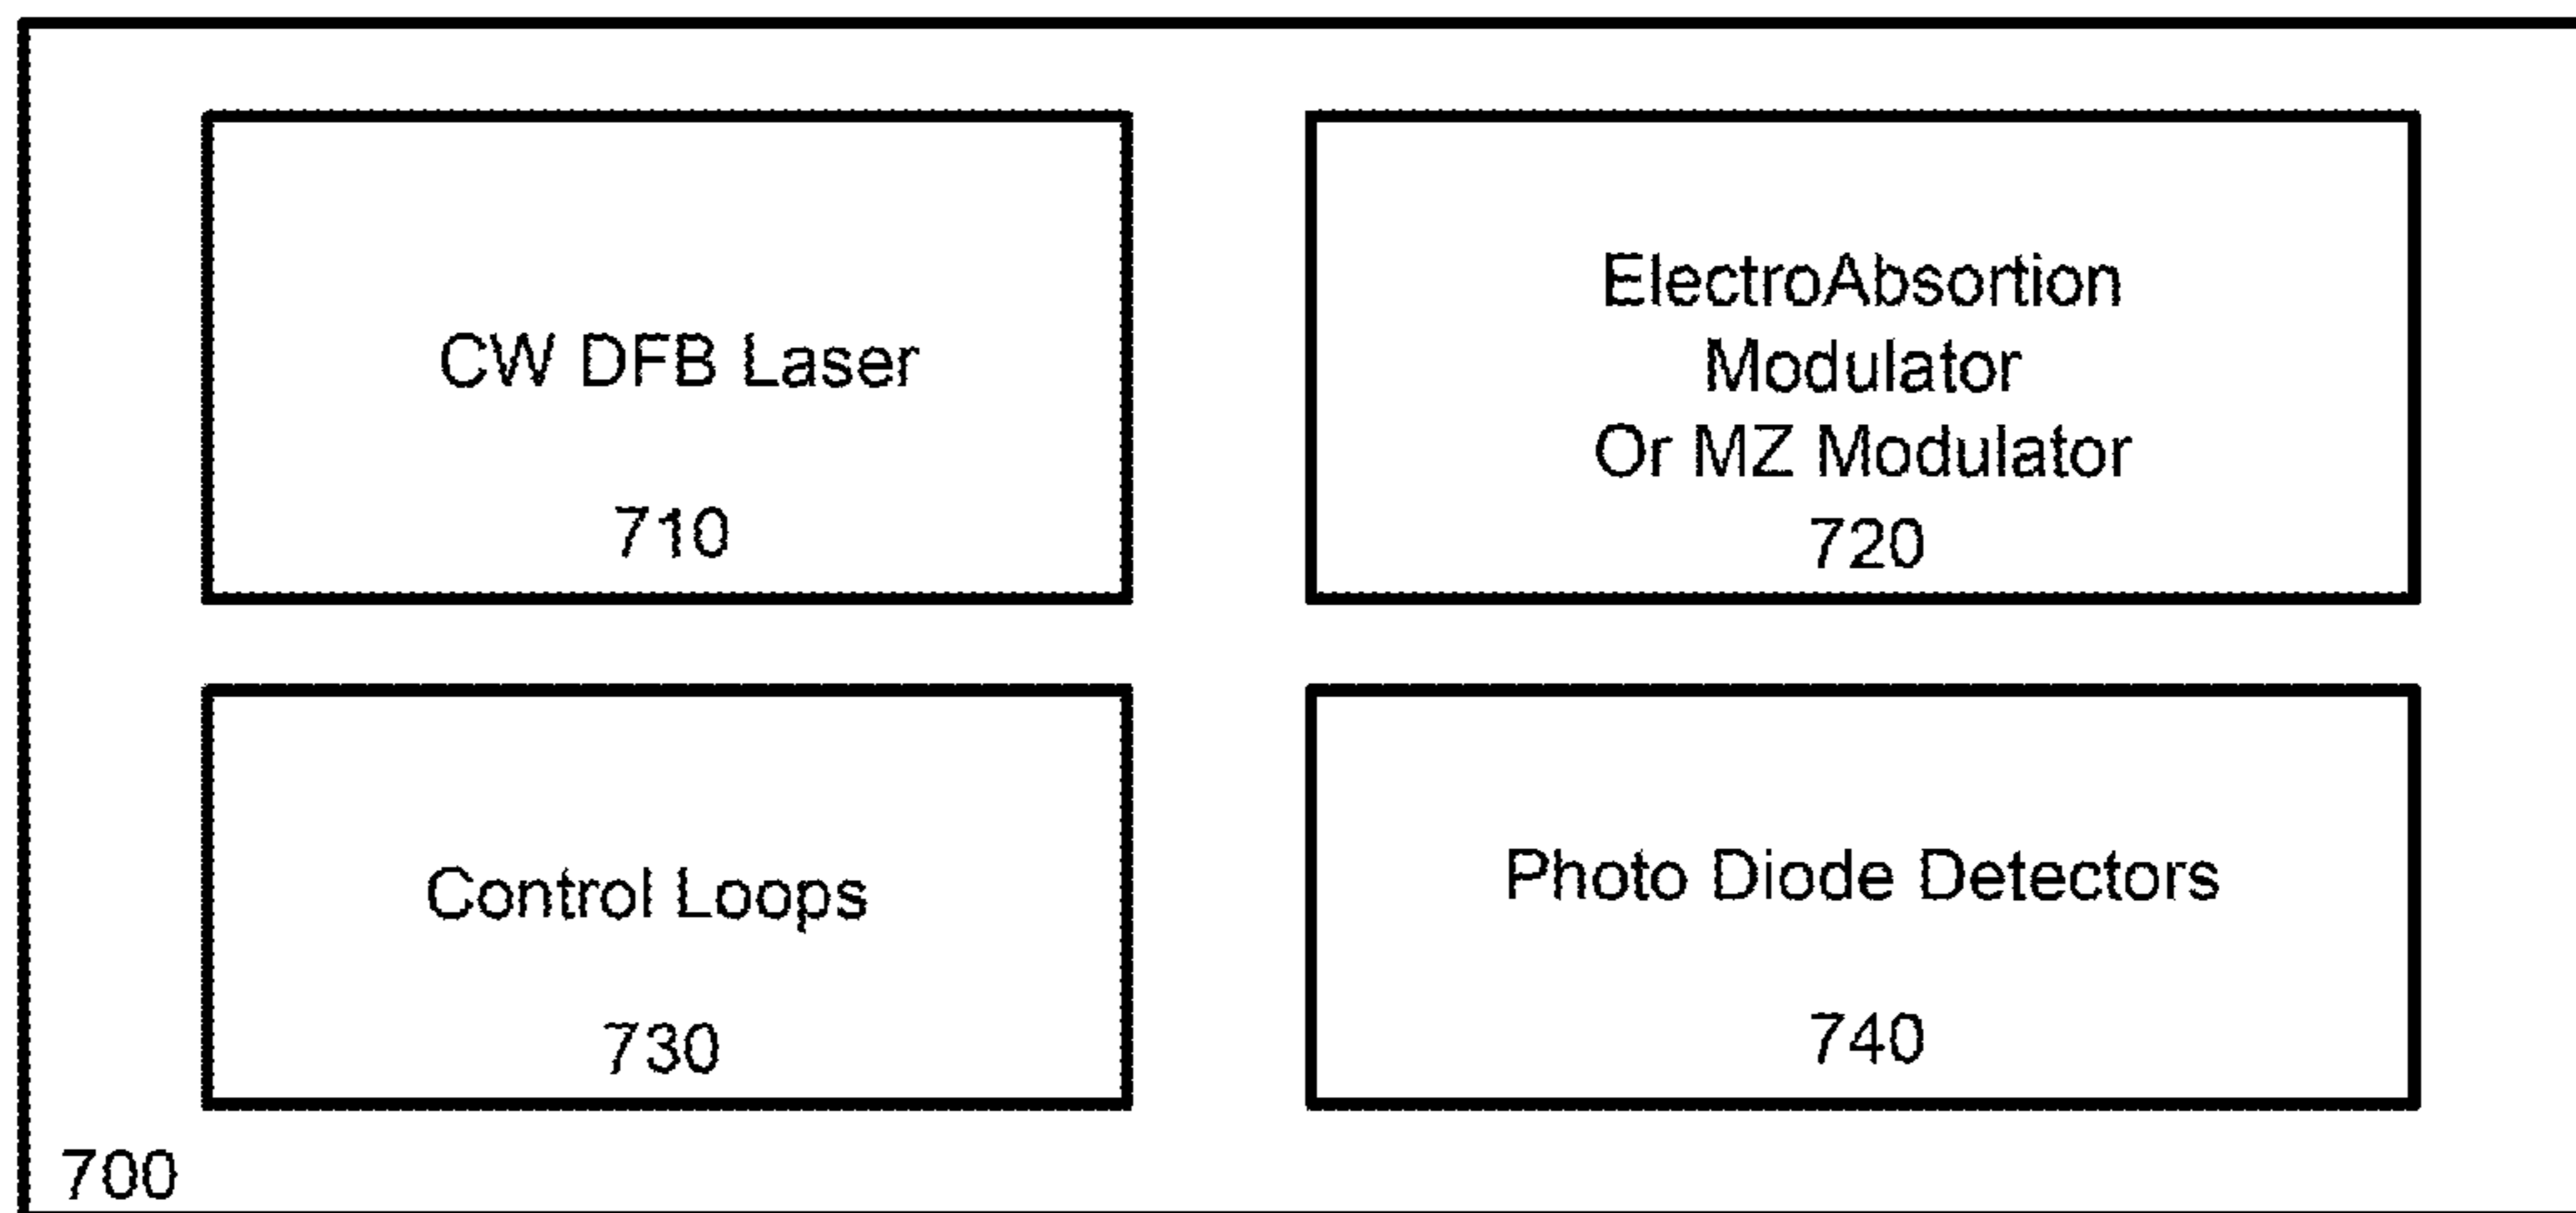 CW DFB Laser
710
ElectroAbsortion
Modulator
Or MZ Modulator
720
Control Loops
730
Photo Diode Detectors
740
700